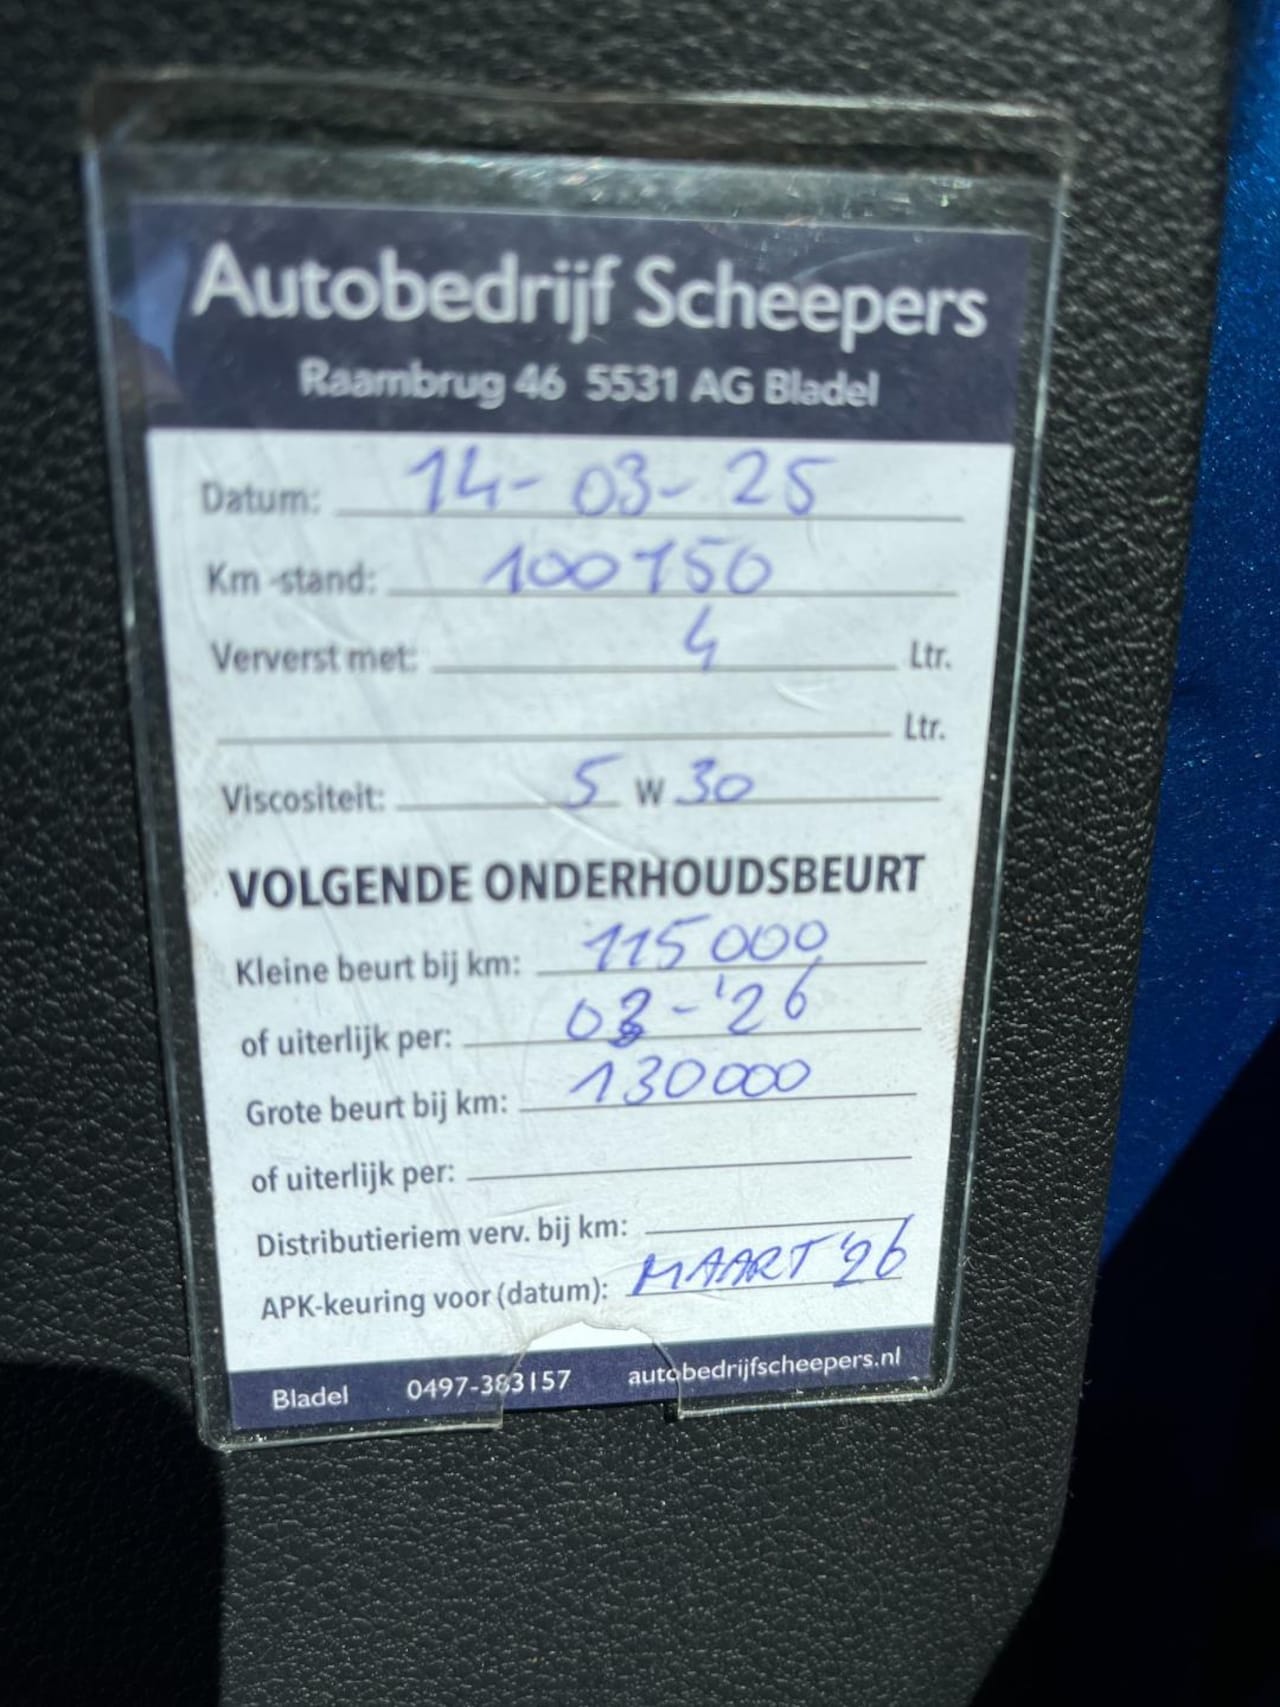 Autobedrijf Scheepers
Raambrug 46 5531 AG Bladel
Datum: 14-03-25
Km-stand: 100150
Ververst met: 4 Ltr.
Ltr.
Viscositeit: 5 W 30
VOLGENDE ONDERHOUDSBEURT
Kleine beurt bij km: 115000
of uiterlijk per: 03-'26
Grote beurt bij km: 130000
of uiterlijk per:
Distributieriem verv. bij km:
APK-keuring voor (datum): MAART '26
Bladel 0497-383157 autobedrijfscheepers.nl